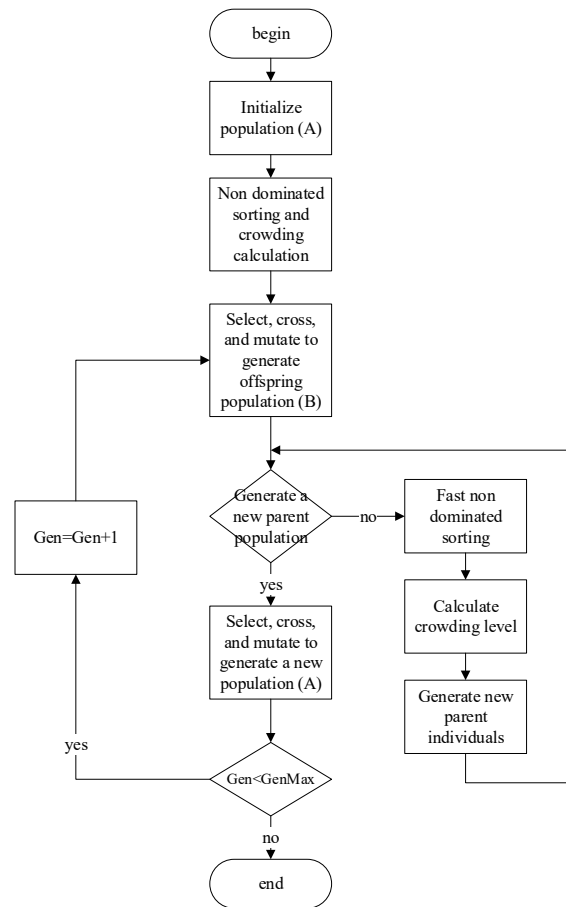 begin
Initialize
population (A)
Non dominated
sorting and
crowding
calculation
Select, cross,
and mutate to
generate
offspring
population (B)
Generate a
new parent
population
no
Fast non
dominated
sorting
Gen=Gen+1
yes
Calculate
crowding level
Select, cross,
and mutate to
generate a new
population (A)
Generate new
parent
individuals
yes
Gen<GenMax
no
end